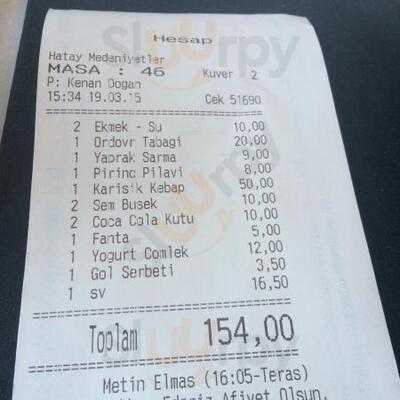 Hesap
Hatay Medeniyetler
MASA : 46 Kuver 2
P: Kenan Dogan
15:34 19.03.15 Cek 51690
2 Ekmek - Su 10,00
1 Ordovr Tabagi 20,00
1 Yaprak Sarma 9,00
1 Pirinc Pilavi 8,00
1 Karisik Kebap 50,00
2 Sem Busek 10,00
2 Coca Cola Kutu 10,00
1 Fanta 5,00
1 Yogurt Comlek 12,00
1 Gol Serbeti 3,50
1 sv 16,50
Toplam 154,00
Metin Elmas (16:05-Teras)
Ederiz Afiyet Olsun.